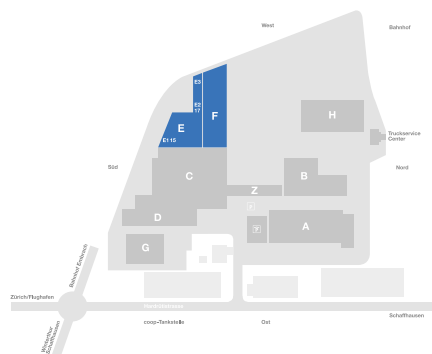 West
Bahnhof
E3
E2
17
F
H
E
E1 15
Truckservice
Center
Süd
Nord
C
B
Z
D
A
G
Bahnhof Embrach
Zürich/Flughafen
Schaffhausen
coop-Tankstelle
Ost
Winterthur
Schaffhausen